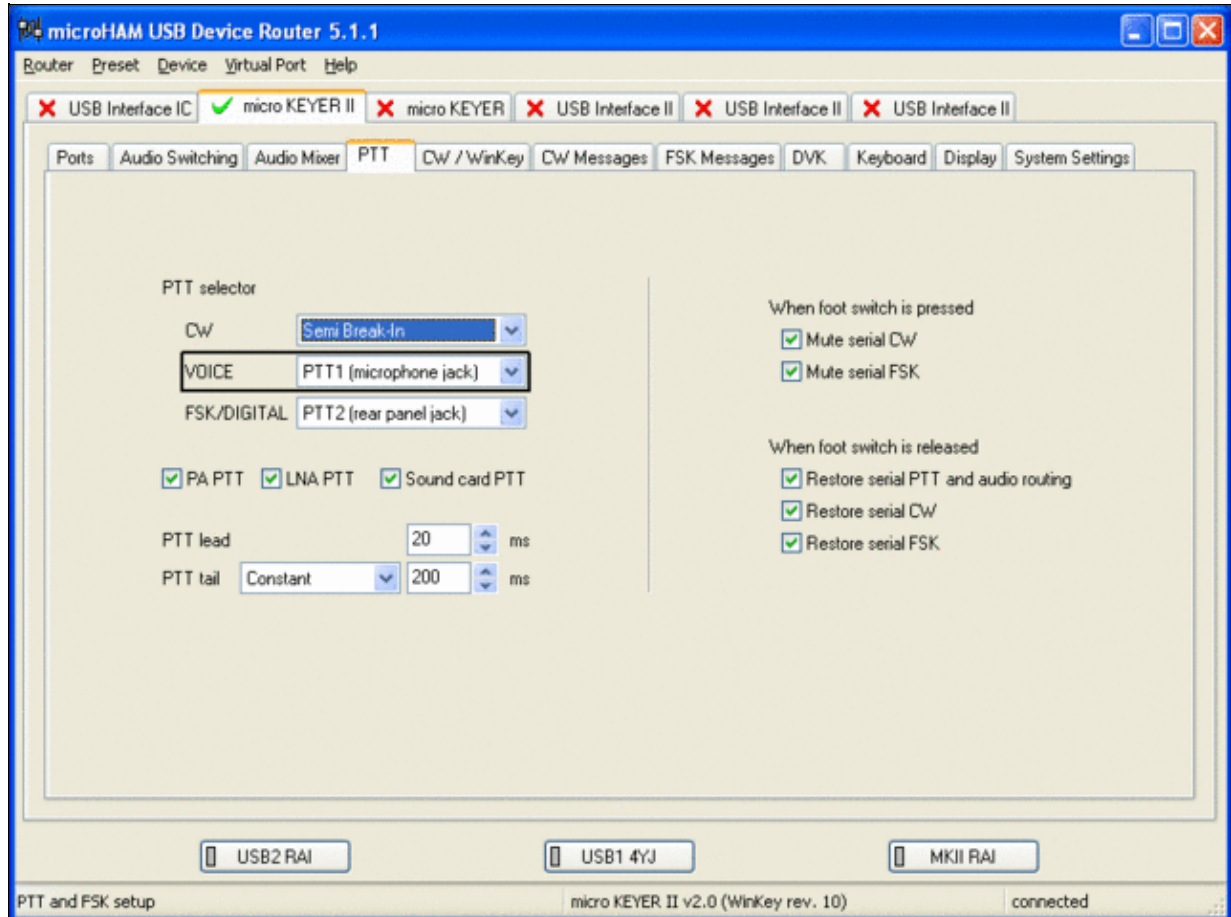 microHAM USB Device Router 5.1.1
Router Preset Device Virtual Port Help
USB Interface IC micro KEYER II micro KEYER USB Interface II USB Interface II USB Interface II
Ports Audio Switching Audio Mixer PTT CW / WinKey CW Messages FSK Messages DVK Keyboard Display System Settings
PTT selector
CW Semi Break-In
VOICE PTT1 (microphone jack)
FSK/DIGITAL PTT2 (rear panel jack)
PA PTT LNA PTT Sound card PTT
PTT lead 20 ms
PTT tail Constant 200 ms
When foot switch is pressed
Mute serial CW
Mute serial FSK
When foot switch is released
Restore serial PTT and audio routing
Restore serial CW
Restore serial FSK
USB2 RAI USB1 4YJ MKII RAI
PTT and FSK setup micro KEYER II v2.0 (WinKey rev. 10) connected